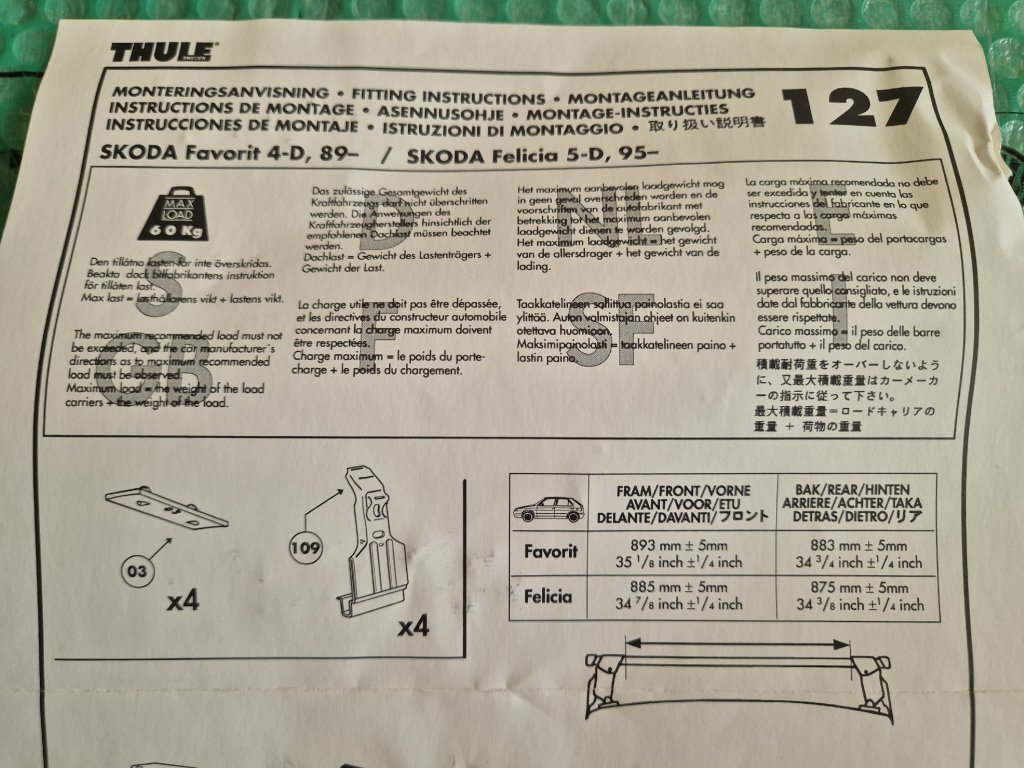 THULE
SWEDEN
MONTERINGSANVISNING • FITTING INSTRUCTIONS • MONTAGEANLEITUNG
INSTRUCTIONS DE MONTAGE • ASENNUSOHJE • MONTAGE-INSTRUCTIES
INSTRUCCIONES DE MONTAJE • ISTRUZIONI DI MONTAGGIO • 取り扱い説明書
127
SKODA Favorit 4-D, 89– / SKODA Felicia 5-D, 95–
MAX
LOAD
60 Kg
S
Den tillåtna lasten får inte överskridas.
Beakta dock bilfabrikantens instruktion
för tillåten last.
Max last = lasthållarens vikt + lastens vikt.
GB
The maximum recommended load must not
be exceeded, and the car manufacturer's
directions as to maximum recommended
load must be observed.
Maximum load = the weight of the load
carriers + the weight of the load.
D
Das zulässige Gesamtgewicht des
Kraftfahrzeugs darf nicht überschritten
werden. Die Anweisungen des
Kraftfahrzeugherstellers hinsichtlich der
empfohlenen Dachlast müssen beachtet
werden.
Dachlast = Gewicht des Lastenträgers +
Gewicht der Last.
F
La charge utile ne doit pas être dépassée,
et les directives du constructeur automobile
concernant la charge maximum doivent
être respectées.
Charge maximum = le poids du porte-
charge + le poids du chargement.
NL
Het maximum aanbevolen laadgewicht mag
in geen geval overschreden worden en de
voorschriften van de autofabrikant met
betrekking tot het maximum aanbevolen
laadgewicht dienen te worden gevolgd.
Het maximum laadgewicht = het gewicht
van de allersdrager + het gewicht van de
lading.
SF
Taakkatelineen sallittua painolastia ei saa
ylittää. Auton valmistajan ohjeet on kuitenkin
otettava huomioon.
Maksimipainolasti = taakkatelineen paino +
lastin paino.
E
La carga máxima recomendada no debe
ser excedida y tenter en cuenta las
instrucciones del fabricante en lo que
respecta a las carga máximas
recomendadas.
Carga máxima = peso del portacargas
+ peso de la carga.
I
Il peso massimo del carico non deve
superare quello consigliato, e le istruzioni
date dal fabbricante della vettura devono
essere rispettate.
Carico massimo = il peso delle barre
portatutto + il peso del carico.
積載耐荷重をオーバーしないよう
に、又最大積載重量はカーメーカ
ーの指示に従って下さい。
最大積載重量=ロードキャリアの
重量 + 荷物の重量
03
x4
109
x4
FRAM/FRONT/VORNE
AVANT/VOOR/ETU
DELANTE/DAVANTI/フロント
BAK/REAR/HINTEN
ARRIERE/ACHTER/TAKA
DETRAS/DIETRO/リア
Favorit
893 mm ± 5mm
35 1/8 inch ±1/4 inch
883 mm ± 5mm
34 3/4 inch ±1/4 inch
Felicia
885 mm ± 5mm
34 7/8 inch ±1/4 inch
875 mm ± 5mm
34 3/8 inch ±1/4 inch